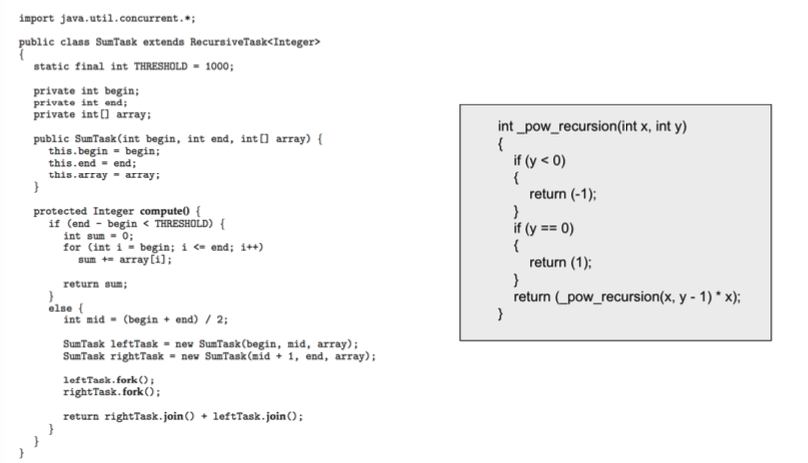 import java.util.concurrent.*;
public class SumTask extends RecursiveTask<Integer>
{
static final int THRESHOLD = 1000;
private int begin;
private int end;
private int[] array;
public SumTask(int begin, int end, int[] array) {
this.begin = begin;
this.end = end;
this.array = array;
}
protected Integer compute() {
if (end - begin < THRESHOLD) {
int sum = 0;
for (int i = begin; i <= end; i++)
sum += array[i];
return sum;
}
else {
int mid = (begin + end) / 2;
SumTask leftTask = new SumTask(begin, mid, array);
SumTask rightTask = new SumTask(mid + 1, end, array);
leftTask.fork();
rightTask.fork();
return rightTask.join() + leftTask.join();
}
}
}
int _pow_recursion(int x, int y)
{
if (y < 0)
{
return (-1);
}
if (y == 0)
{
return (1);
}
return (_pow_recursion(x, y - 1) * x);
}